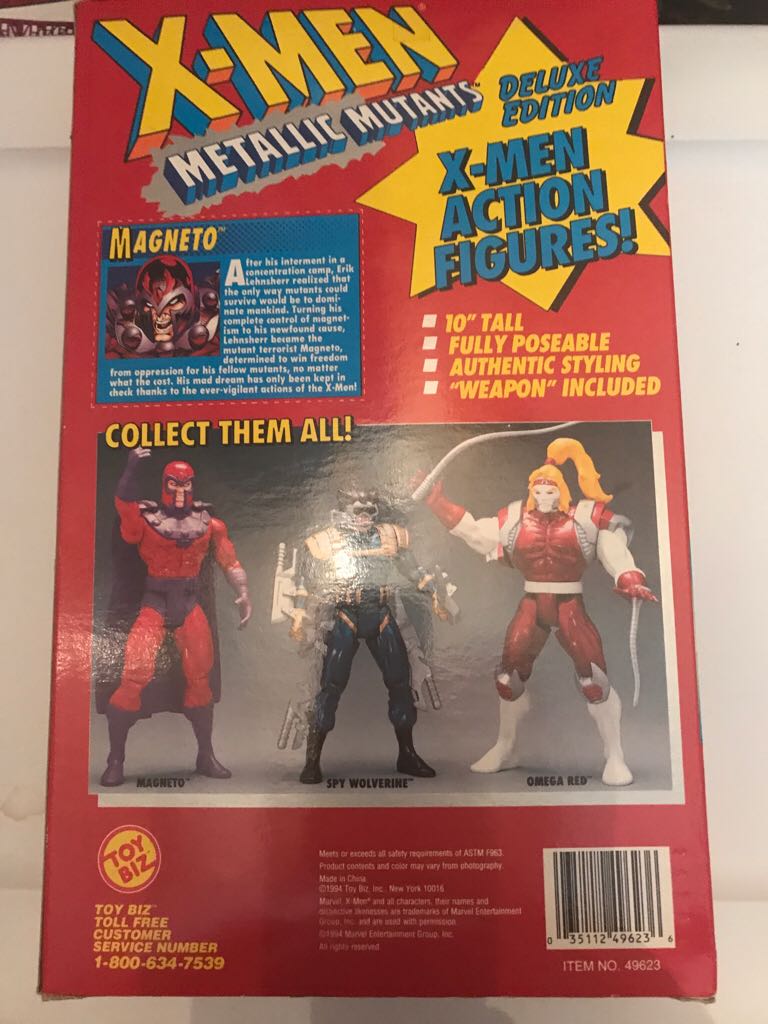 X-MEN®
METALLIC MUTANTS™
DELUXE
EDITION
X-MEN
ACTION
FIGURES!
MAGNETO™
After his interment in a
concentration camp, Erik
Lehnsherr realized that
the only way mutants could
survive would be to domi-
nate mankind. Turning his
complete control of magnet-
ism to his newfound cause,
Lehnsherr became the
mutant terrorist Magneto,
determined to win freedom
from oppression for his fellow mutants, no matter
what the cost. His mad dream has only been kept in
check thanks to the ever-vigilant actions of the X-Men!
10" TALL
FULLY POSEABLE
AUTHENTIC STYLING
"WEAPON" INCLUDED
COLLECT THEM ALL!
MAGNETO™
SPY WOLVERINE™
OMEGA RED™
TOY
BIZ
TOY BIZ™
TOLL FREE
CUSTOMER
SERVICE NUMBER
1-800-634-7539
Meets or exceeds all safety requirements of ASTM F963.
Product contents and color may vary from photography.
Made in China
©1994 Toy Biz, Inc., New York 10016
Marvel, X-Men® and all characters, their names and
distinctive likenesses are trademarks of Marvel Entertainment
Group, Inc. and are used with permission.
©1994 Marvel Entertainment Group, Inc.
All rights reserved.
0 35112 49623 6
ITEM NO. 49623